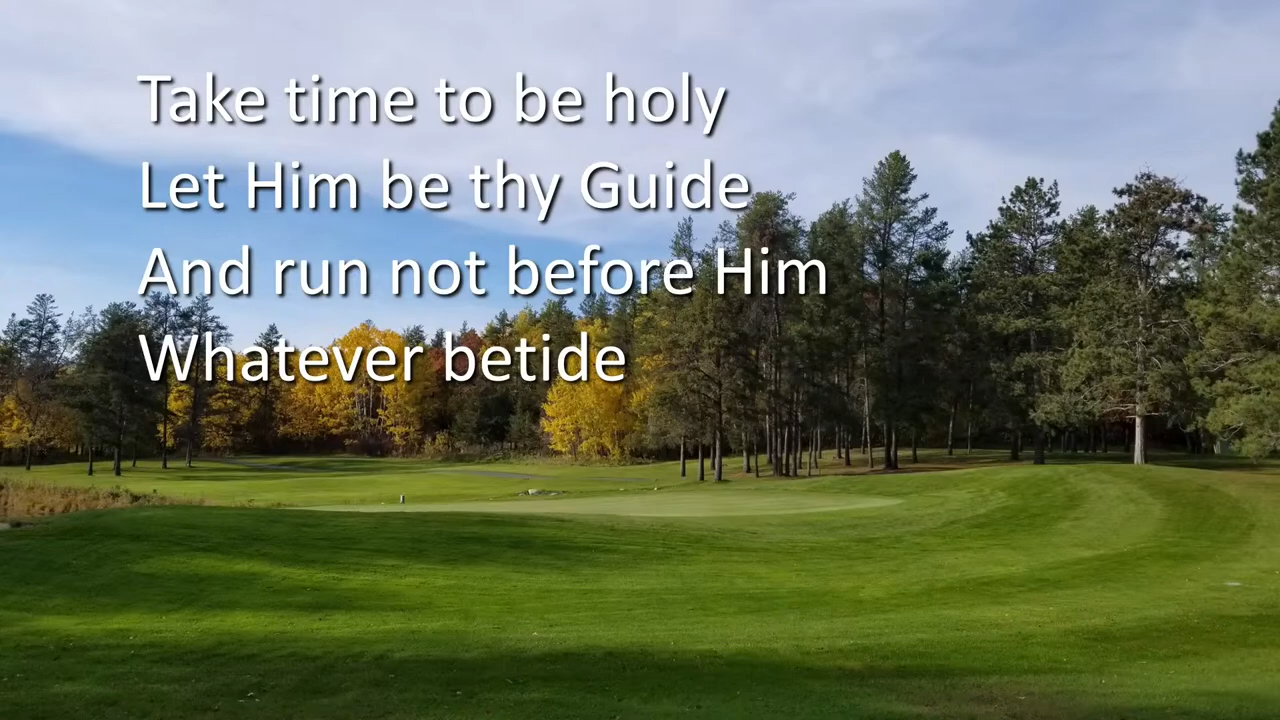 Take time to be holy
Let Him be thy Guide
And run not before Him
Whatever betide